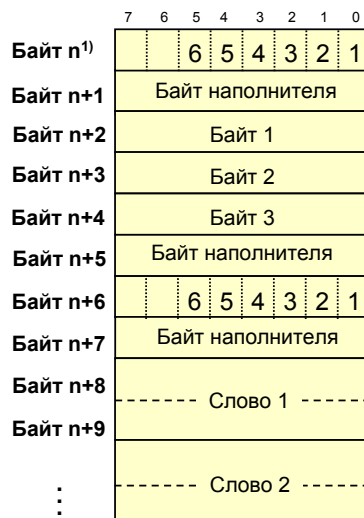 7 6 5 4 3 2 1 0
Байт n1) 6 5 4 3 2 1
Байт n+1 Байт наполнителя
Байт n+2 Байт 1
Байт n+3 Байт 2
Байт n+4 Байт 3
Байт n+5 Байт наполнителя
Байт n+6 6 5 4 3 2 1
Байт n+7 Байт наполнителя
Байт n+8
Слово 1
Байт n+9
Слово 2